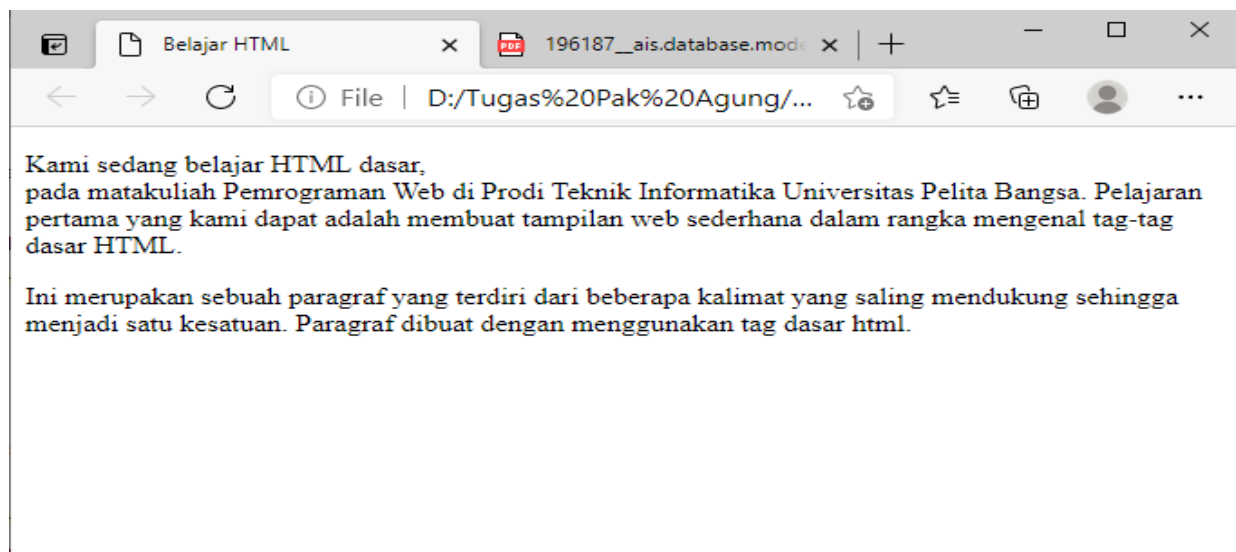 Belajar HTML
196187__ais.database.mode
File | D:/Tugas%20Pak%20Agung/...
Kami sedang belajar HTML dasar,
pada matakuliah Pemrograman Web di Prodi Teknik Informatika Universitas Pelita Bangsa. Pelajaran
pertama yang kami dapat adalah membuat tampilan web sederhana dalam rangka mengenal tag-tag
dasar HTML.
Ini merupakan sebuah paragraf yang terdiri dari beberapa kalimat yang saling mendukung sehingga
menjadi satu kesatuan. Paragraf dibuat dengan menggunakan tag dasar html.